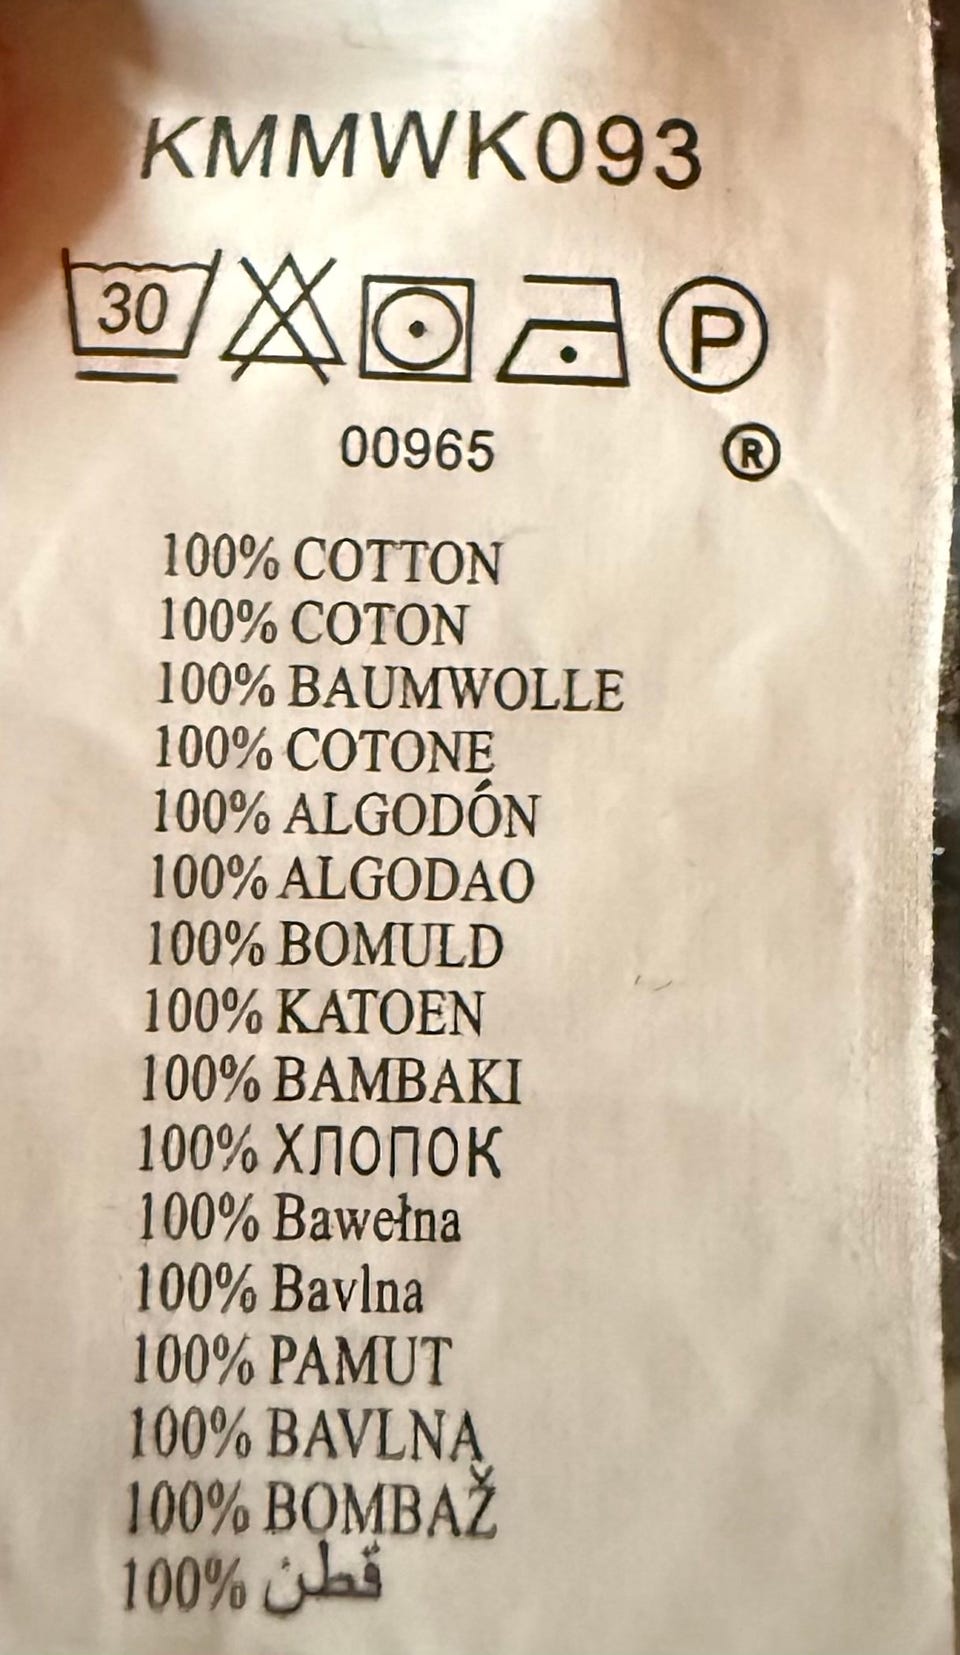 KMMWK093
30 P
00965 ®
100% COTTON
100% COTON
100% BAUMWOLLE
100% COTONE
100% ALGODÓN
100% ALGODAO
100% BOMULD
100% KATOEN
100% BAMBAKI
100% ХЛОПОК
100% Bawełna
100% Bavlna
100% PAMUT
100% BAVLNA
100% BOMBAŽ
100% قطن